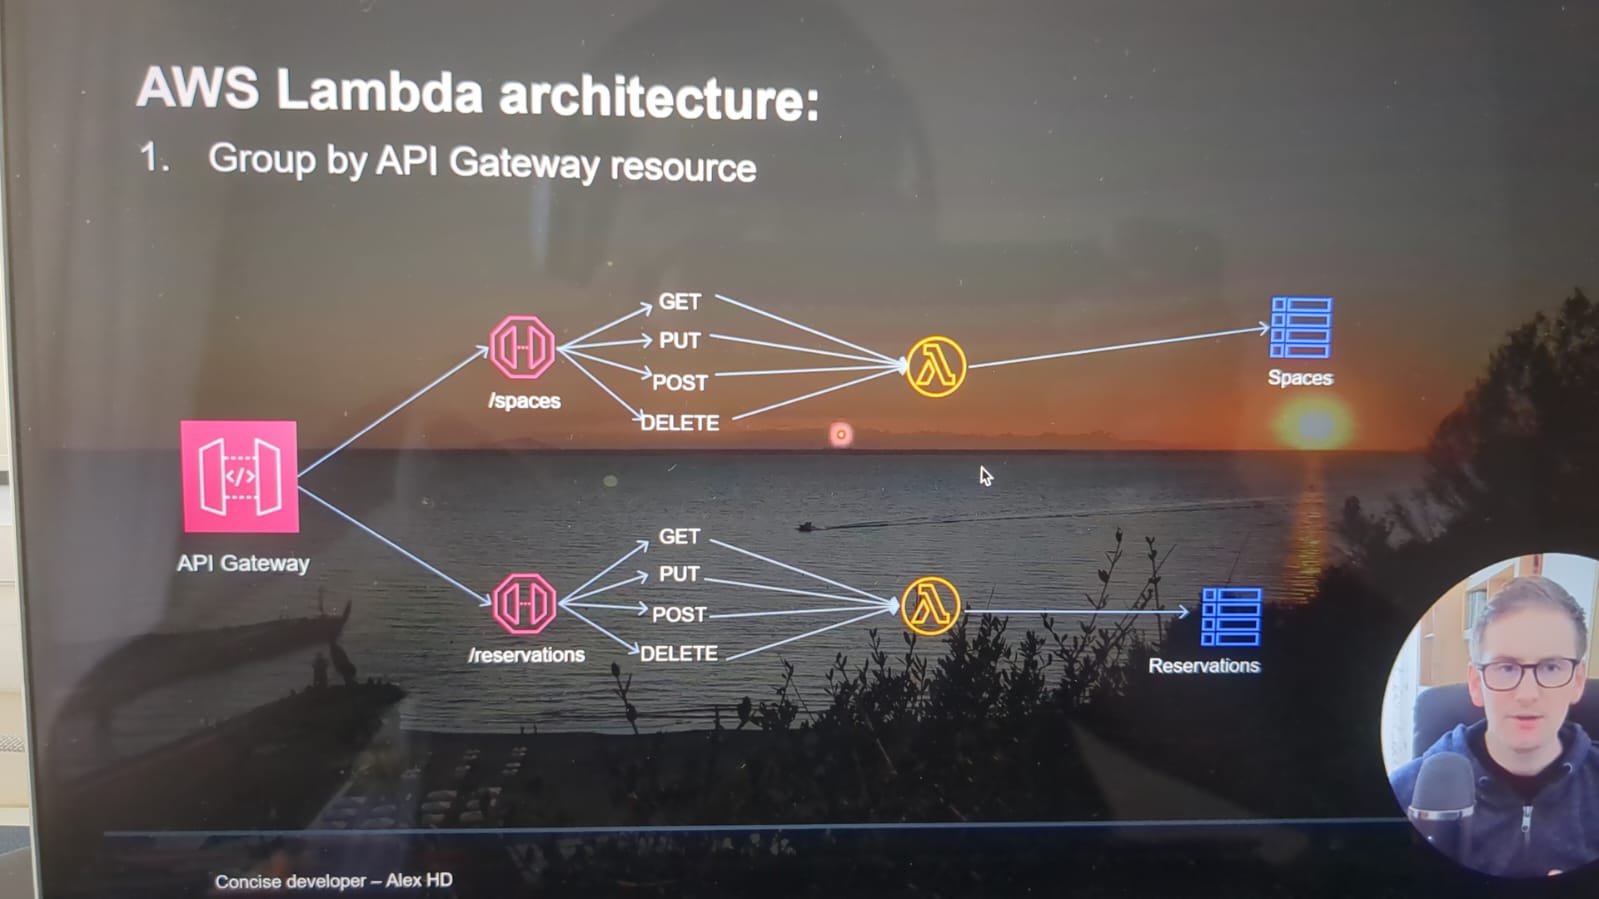 AWS Lambda architecture:
1. Group by API Gateway resource
GET
PUT
POST
DELETE
/spaces
Spaces
</>
API Gateway
GET
PUT
POST
DELETE
/reservations
Reservations
Concise developer – Alex HD